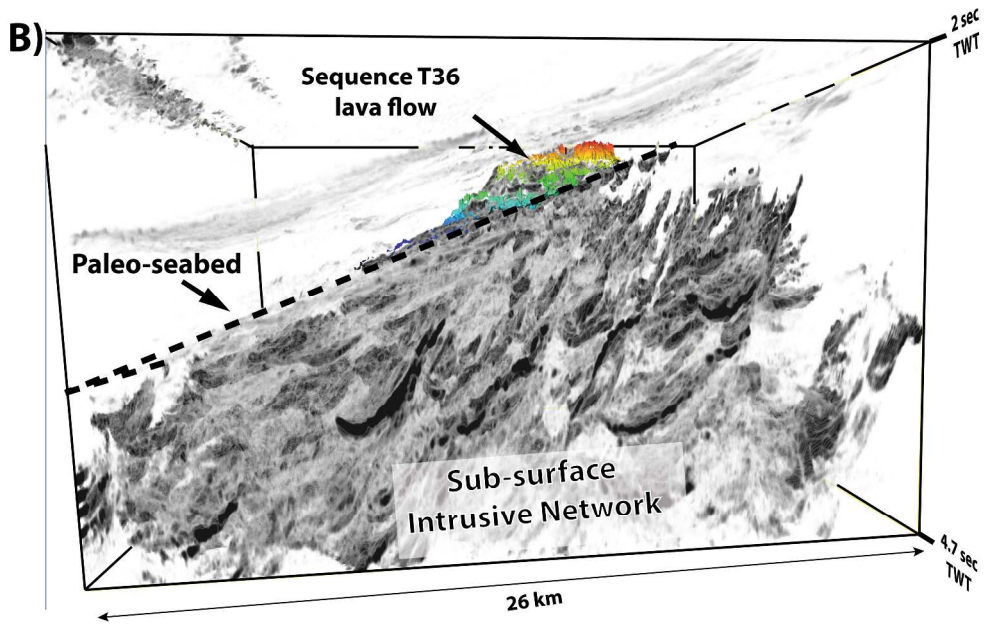 B)
2 sec
TWT
Sequence T36
lava flow
Paleo-seabed
Sub-surface
Intrusive Network
4.7 sec
TWT
26 km